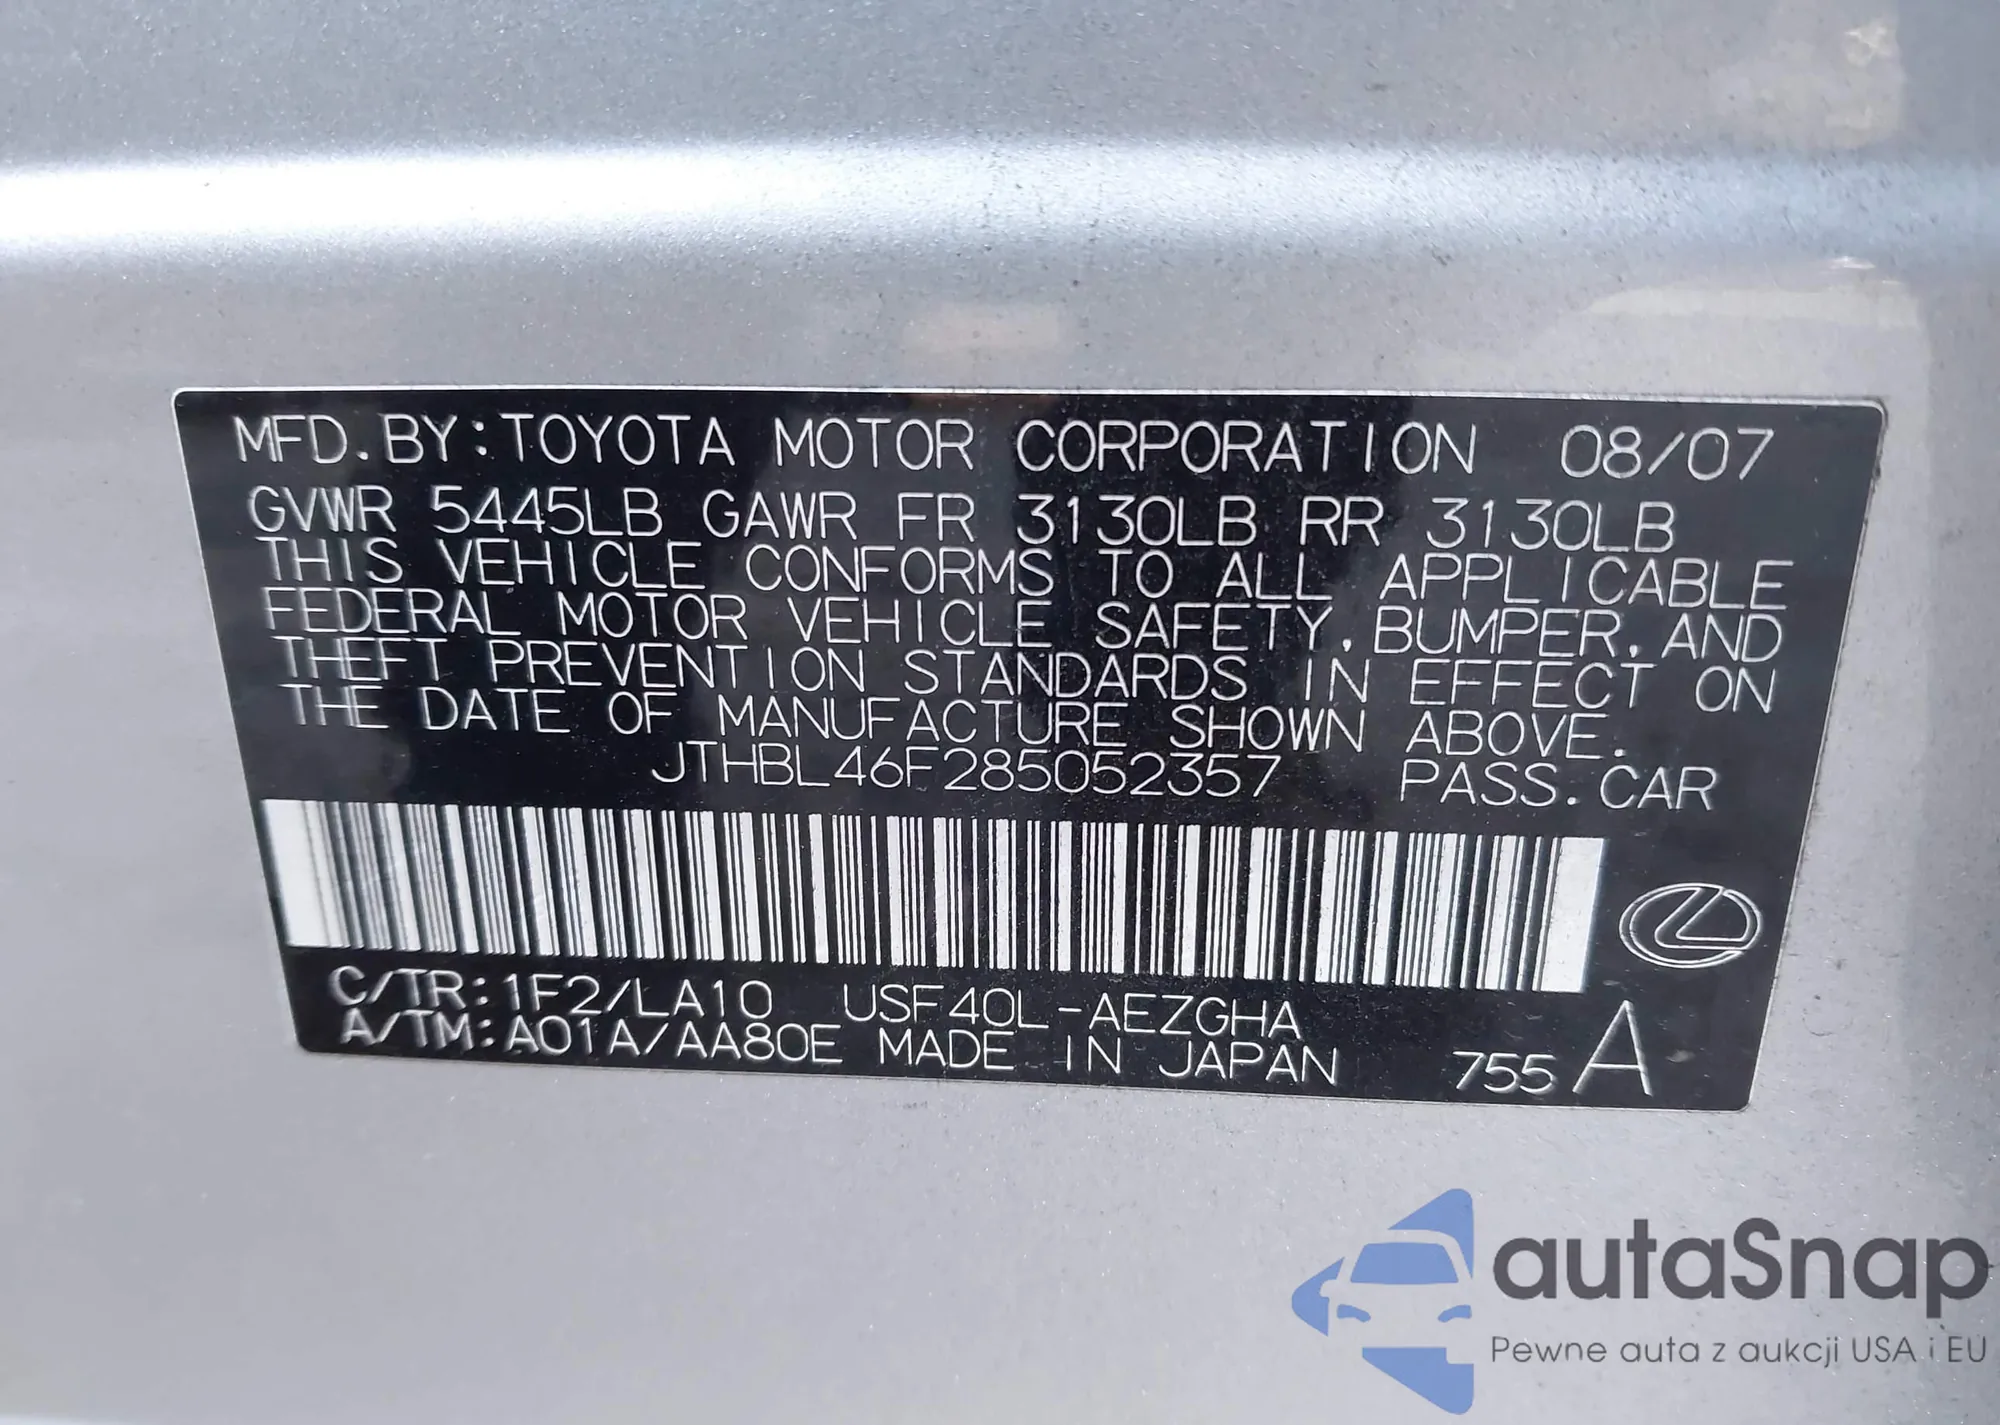 MFD. BY: TOYOTA MOTOR CORPORATION 08/07
GVWR 5445LB GAWR FR 3130LB RR 3130LB
THIS VEHICLE CONFORMS TO ALL APPLICABLE
FEDERAL MOTOR VEHICLE SAFETY, BUMPER, AND
THEFT PREVENTION STANDARDS IN EFFECT ON
THE DATE OF MANUFACTURE SHOWN ABOVE.
JTHBL46F285052357 PASS. CAR
C/TR: 1F2/LA10 USF40L-AEZGHA
A/TM: A01A/AA80E MADE IN JAPAN 755 A
autaSnap
Pewne auta z aukcji USA i EU